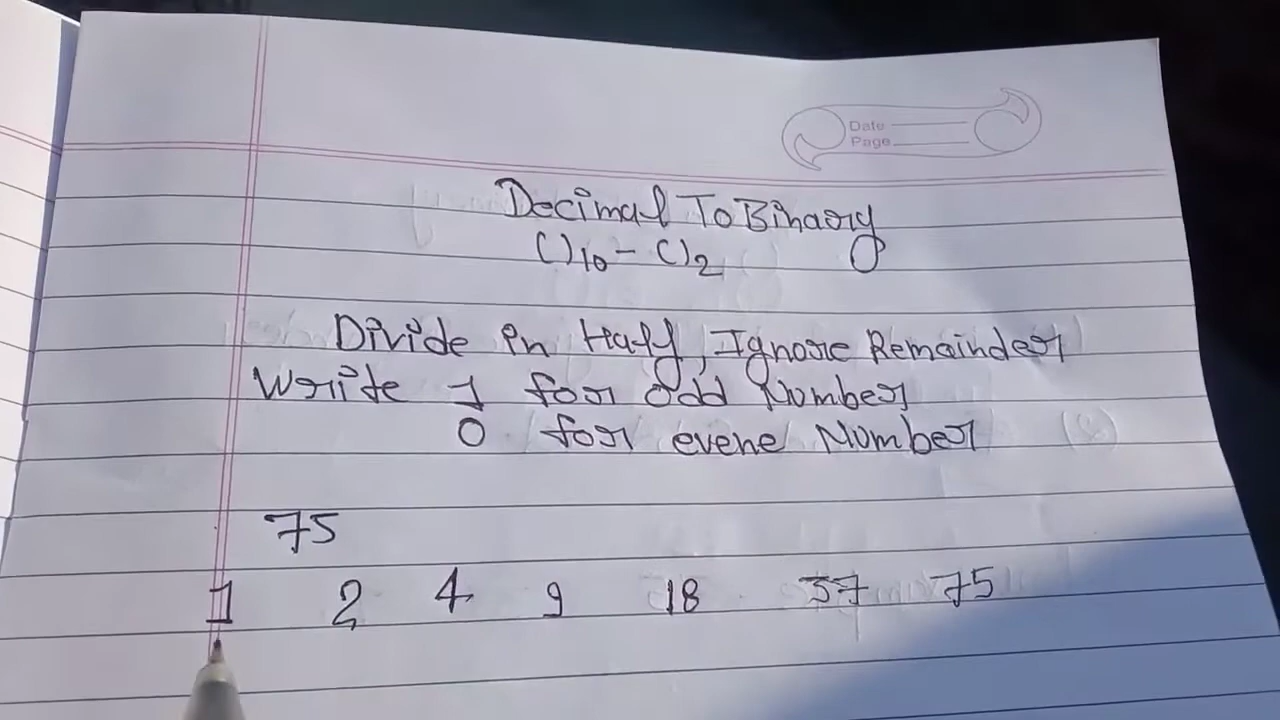 Date
Page
Decimal To Binary
()10 - ()2
Divide in Half, Ignore Remainder
Write 1 for odd Number
0 for evene Number
75
1 2 4 9 18 37 75